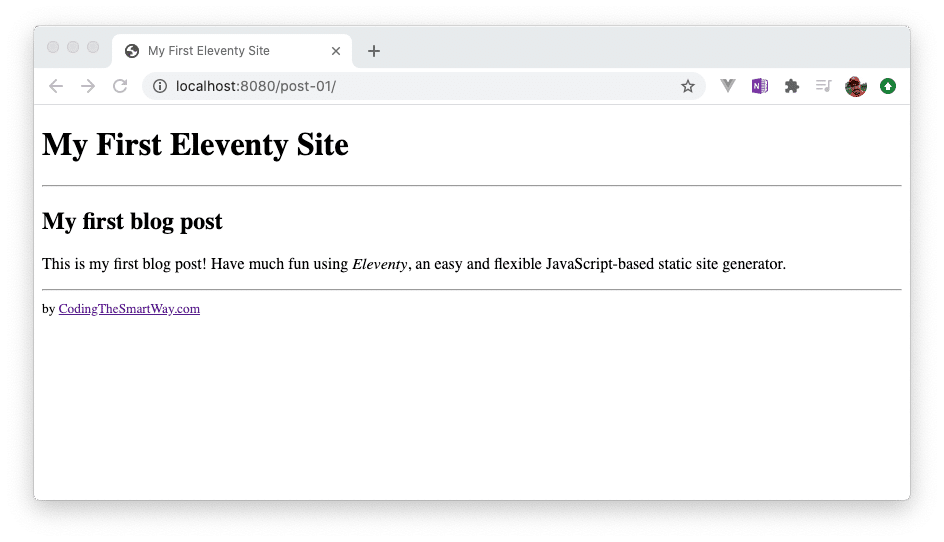 My First Eleventy Site
localhost:8080/post-01/
N
My First Eleventy Site
My first blog post
This is my first blog post! Have much fun using Eleventy, an easy and flexible JavaScript-based static site generator.
by CodingTheSmartWay.com